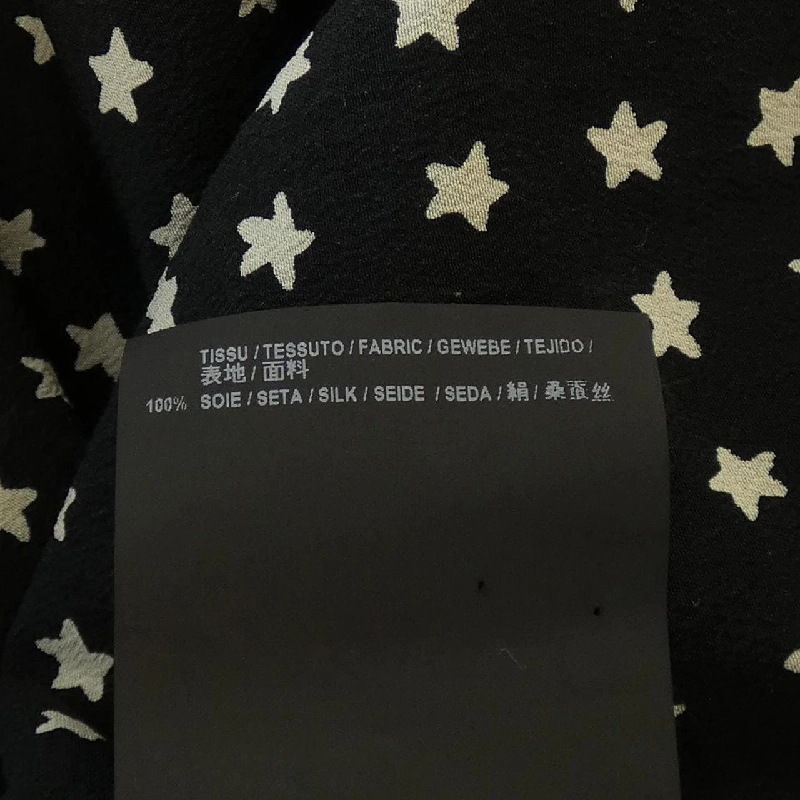 TISSU / TESSUTO / FABRIC / GEWEBE / TEJIDO /
表地 / 面料
100% SOIE / SETA / SILK / SEIDE / SEDA / 絹 / 桑蚕丝